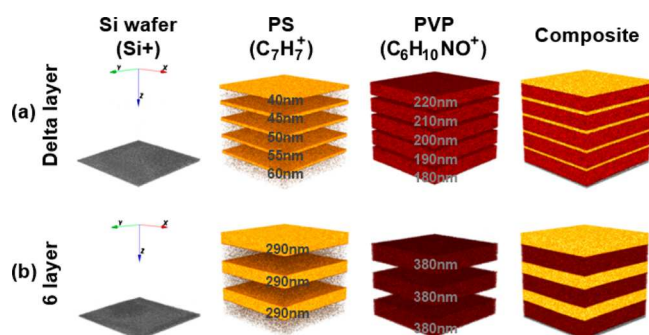 Si wafer
(Si+)
PS
(C₇H₇⁺)
PVP
(C₆H₁₀NO⁺)
Composite
(a)
Delta layer
Y
X
Z
40nm
45nm
50nm
55nm
60nm
220nm
210nm
200nm
190nm
180nm
(b)
6 layer
Y
X
Z
290nm
290nm
290nm
380nm
380nm
380nm